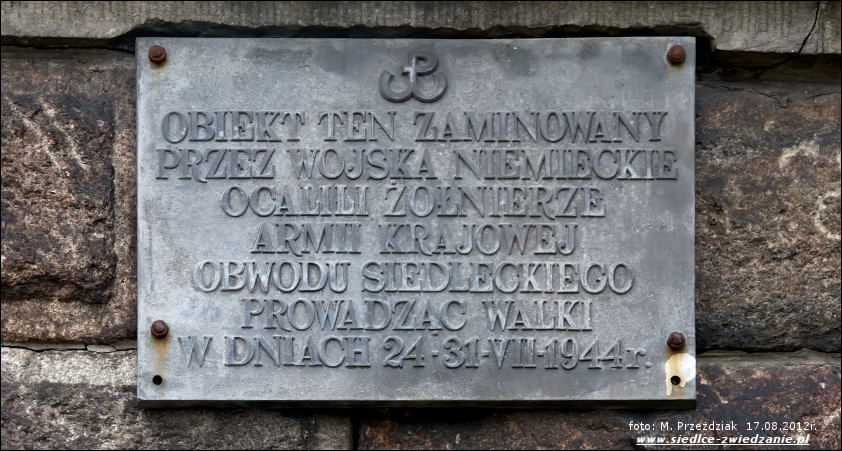 OBIEKT TEN ZAMINOWANY
PRZEZ WOJSKA NIEMIECKIE
OCALILI ŻOŁNIERZE
ARMII KRAJOWEJ
OBWODU SIEDLECKIEGO
PROWADZĄC WALKI
W DNIACH 24-31-VII-1944 r.
foto: M. Przeździak 17.08.2012r.
www.siedlce-zwiedzanie.pl